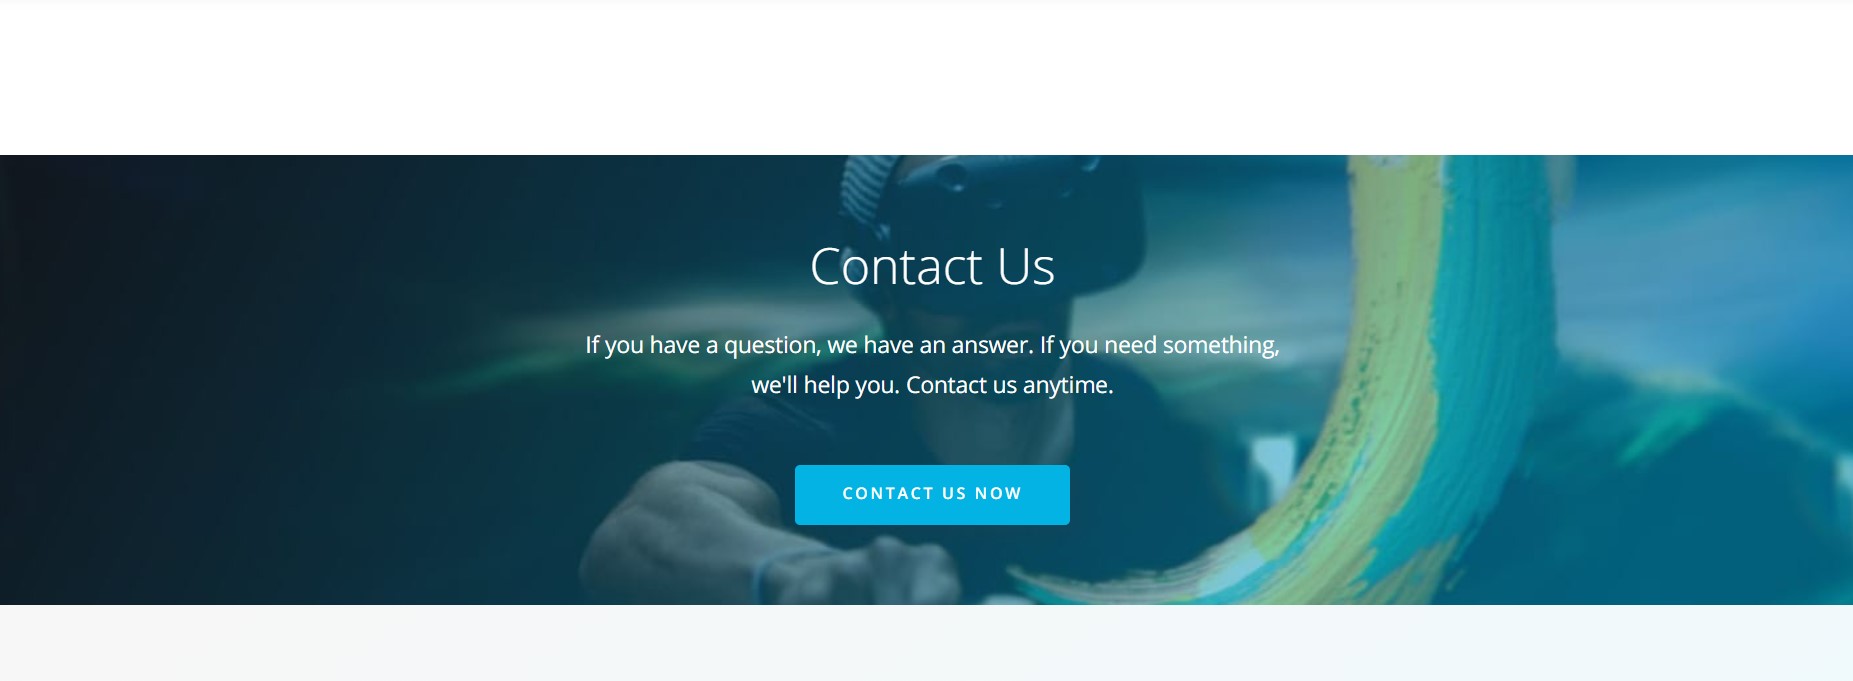 Contact Us
If you have a question, we have an answer. If you need something,
we'll help you. Contact us anytime.
CONTACT US NOW